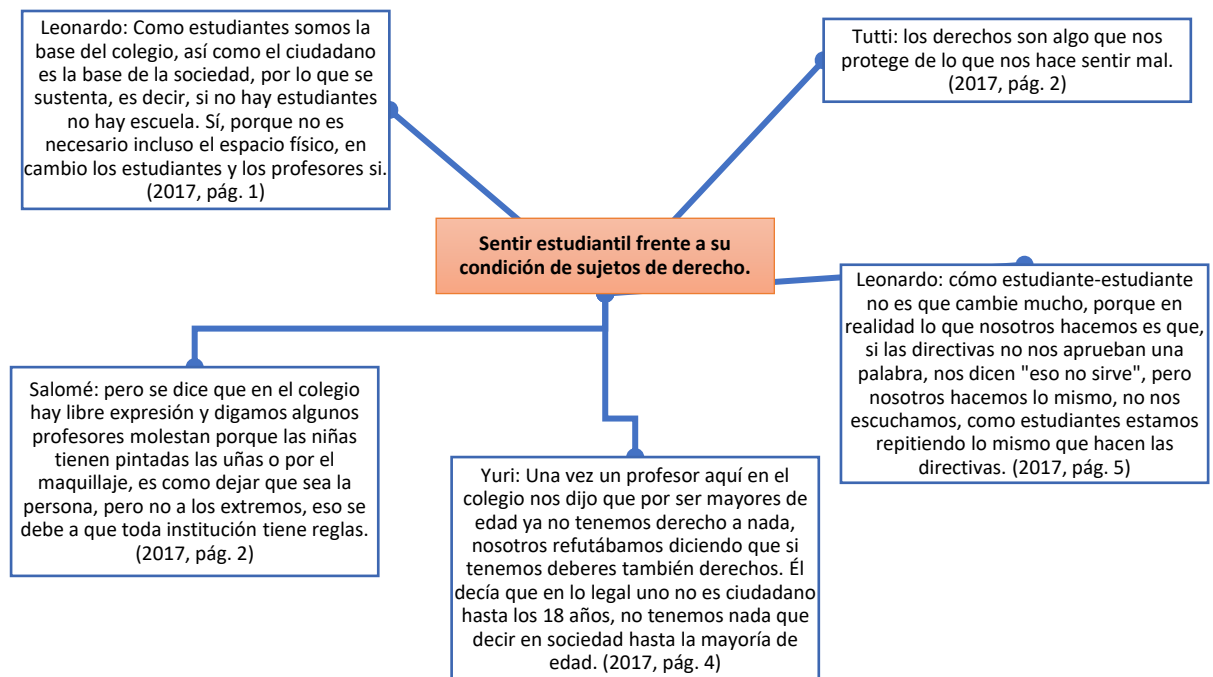 Leonardo: Como estudiantes somos la
base del colegio, así como el ciudadano
es la base de la sociedad, por lo que se
sustenta, es decir, si no hay estudiantes
no hay escuela. Sí, porque no es
necesario incluso el espacio físico, en
cambio los estudiantes y los profesores si.
(2017, pág. 1)
Tutti: los derechos son algo que nos
protege de lo que nos hace sentir mal.
(2017, pág. 2)
Sentir estudiantil frente a su
condición de sujetos de derecho.
Leonardo: cómo estudiante-estudiante
no es que cambie mucho, porque en
realidad lo que nosotros hacemos es que,
si las directivas no nos aprueban una
palabra, nos dicen "eso no sirve", pero
nosotros hacemos lo mismo, no nos
escuchamos, como estudiantes estamos
repitiendo lo mismo que hacen las
directivas. (2017, pág. 5)
Salomé: pero se dice que en el colegio
hay libre expresión y digamos algunos
profesores molestan porque las niñas
tienen pintadas las uñas o por el
maquillaje, es como dejar que sea la
persona, pero no a los extremos, eso se
debe a que toda institución tiene reglas.
(2017, pág. 2)
Yuri: Una vez un profesor aquí en el
colegio nos dijo que por ser mayores de
edad ya no tenemos derecho a nada,
nosotros refutábamos diciendo que si
tenemos deberes también derechos. Él
decía que en lo legal uno no es ciudadano
hasta los 18 años, no tenemos nada que
decir en sociedad hasta la mayoría de
edad. (2017, pág. 4)